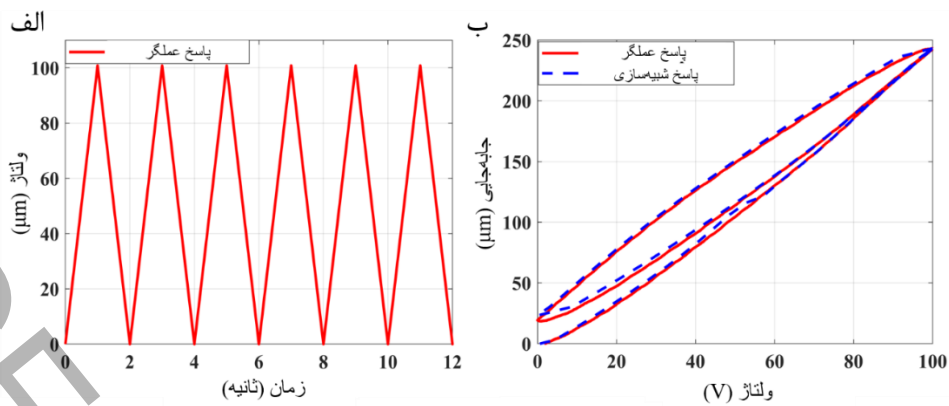 الف
پاسخ عملگر
100
80
60
40
20
0
ولتاژ (μm)
0 2 4 6 8 10 12
زمان (ثانیه)
ب
پاسخ عملگر
پاسخ شبیه‌سازی
250
200
150
100
50
0
جابه‌جایی (μm)
0 20 40 60 80 100
ولتاژ (V)